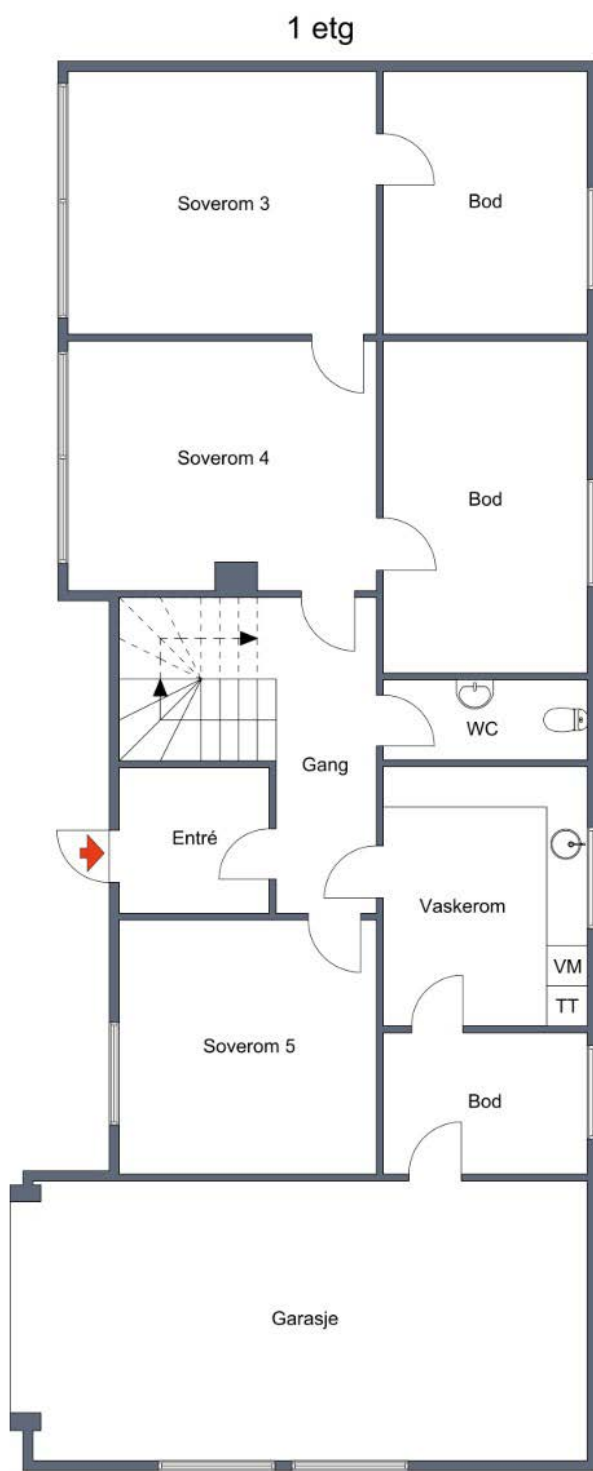 1 etg
Soverom 3
Bod
Soverom 4
Bod
WC
Gang
Entré
Vaskerom
VM
TT
Soverom 5
Bod
Garasje